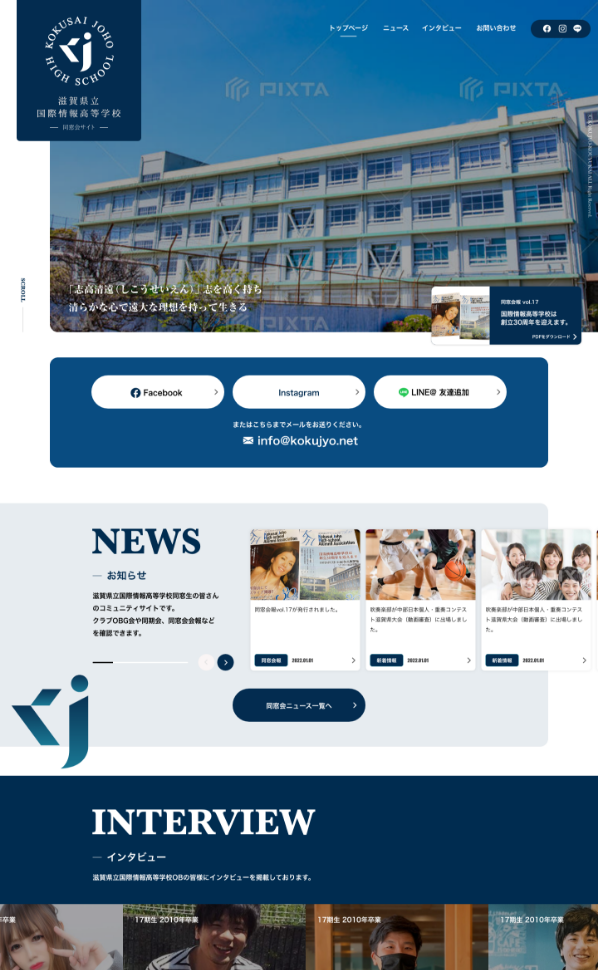 KOKUSAI JOHO
HIGH SCHOOL
滋賀県立
国際情報高等学校
同窓会サイト
トップページ
ニュース
インタビュー
お問い合わせ
PIXTA
PIXTA
「志高清遠（しこうせいえん）」志を高く持ち
清らかな心で遠大な理想を持って生きる
PIXTA
SCROLL
同窓会報 vol.17
国際情報高等学校は
創立30周年を迎えます。
PDFをダウンロード
Facebook
Instagram
LINE@ 友達追加
またはこちらまでメールをお送りください。
info@kokujyo.net
NEWS
お知らせ
滋賀県立国際情報高等学校同窓生の皆さん
のコミュニティサイトです。
クラブOBG会や同期会、同窓会会報など
を確認できます。
同窓会報vol.17が発行されました。
同窓会報
2022.01.01
吹奏楽部が中部日本個人・重奏コンテス
ト滋賀県大会（動画審査）に出場しまし
た。
新着情報
2022.01.01
吹奏楽部が中部日本個人・重奏コンテス
ト滋賀県大会（動画審査）に出場しまし
た。
新着情報
2022.01.01
同窓会ニュース一覧へ
INTERVIEW
インタビュー
滋賀県立国際情報高等学校OBの皆様にインタビューを掲載しております。
卒業
17期生 2010年卒業
17期生 2010年卒業
17期生 2010年卒業